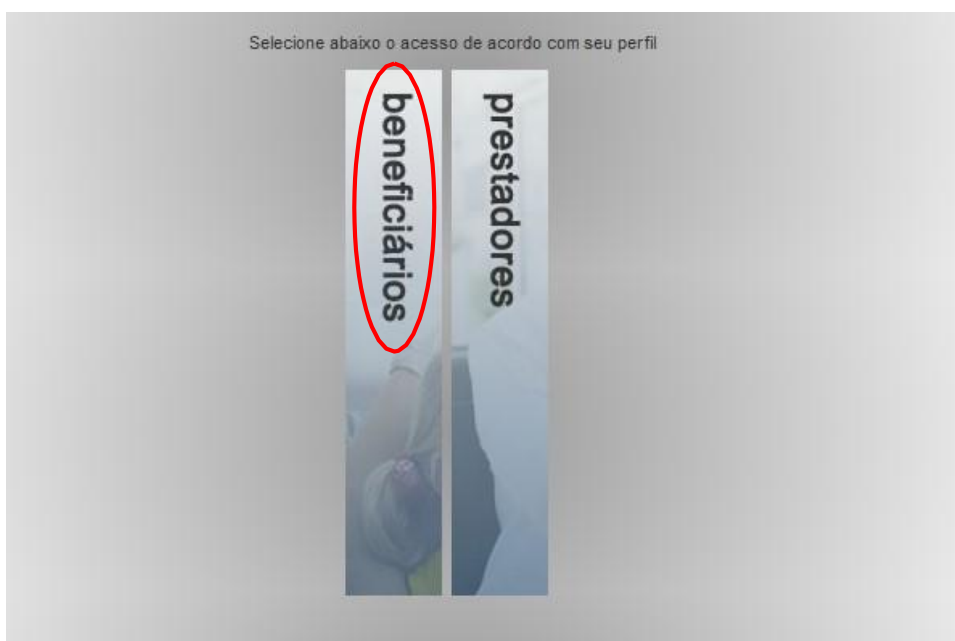 Selecione abaixo o acesso de acordo com seu perfil
beneficiários
prestadores